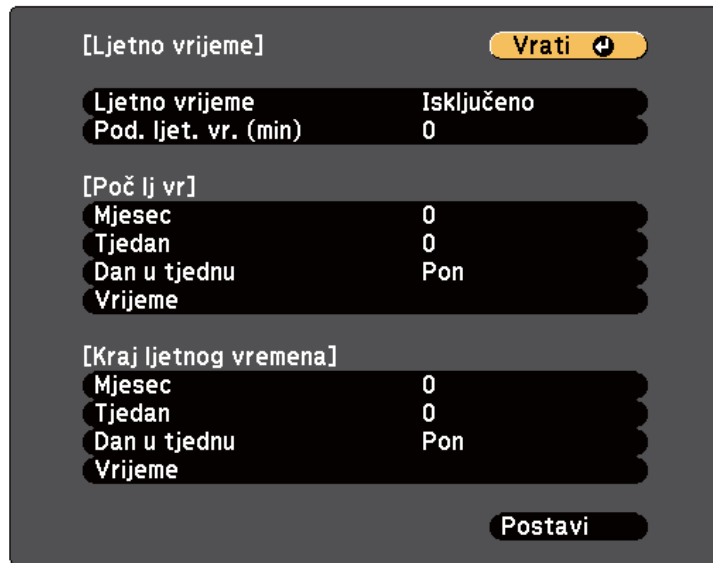 [Ljetno vrijeme] Vrati
Ljetno vrijeme Isključeno
Pod. ljet. vr. (min) 0
[Poč lj vr]
Mjesec 0
Tjedan 0
Dan u tjednu Pon
Vrijeme
[Kraj ljetnog vremena]
Mjesec 0
Tjedan 0
Dan u tjednu Pon
Vrijeme
Postavi